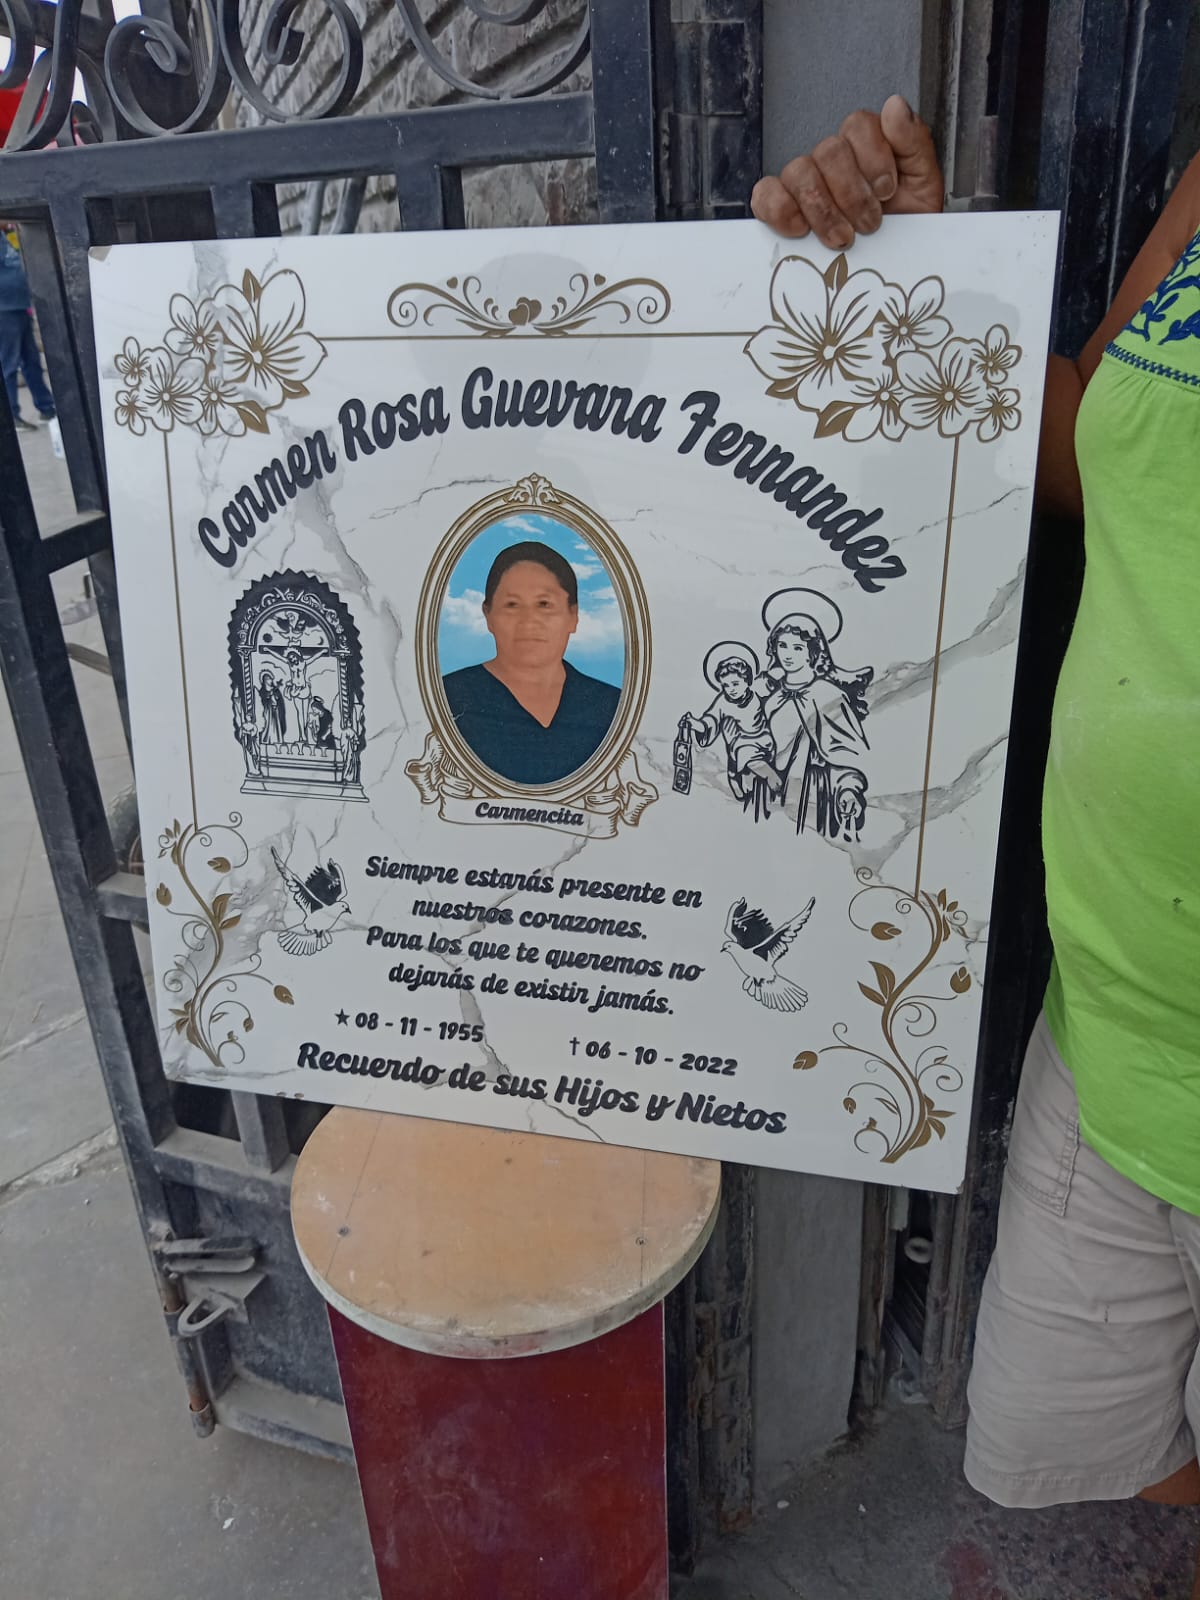 Carmen Rosa Guevara Fernandez
Carmencita
Siempre estarás presente en
nuestros corazones.
Para los que te queremos no
dejarás de existir jamás.
★ 08 - 11 - 1955
† 06 - 10 - 2022
Recuerdo de sus Hijos y Nietos